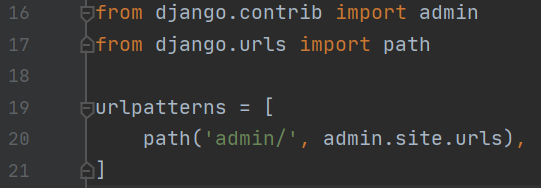 16 from django.contrib import admin
17 from django.urls import path
18
19 urlpatterns = [
20     path('admin/', admin.site.urls),
21 ]